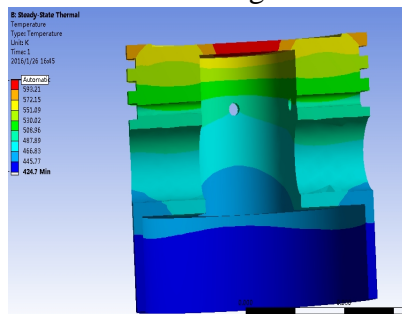 B: Steady-State Thermal
Temperature
Type: Temperature
Unit: K
Time: 1
2016/1/26 16:45
Automatic
593.21
572.15
551.09
530.02
508.96
487.89
466.83
445.77
424.7 Min